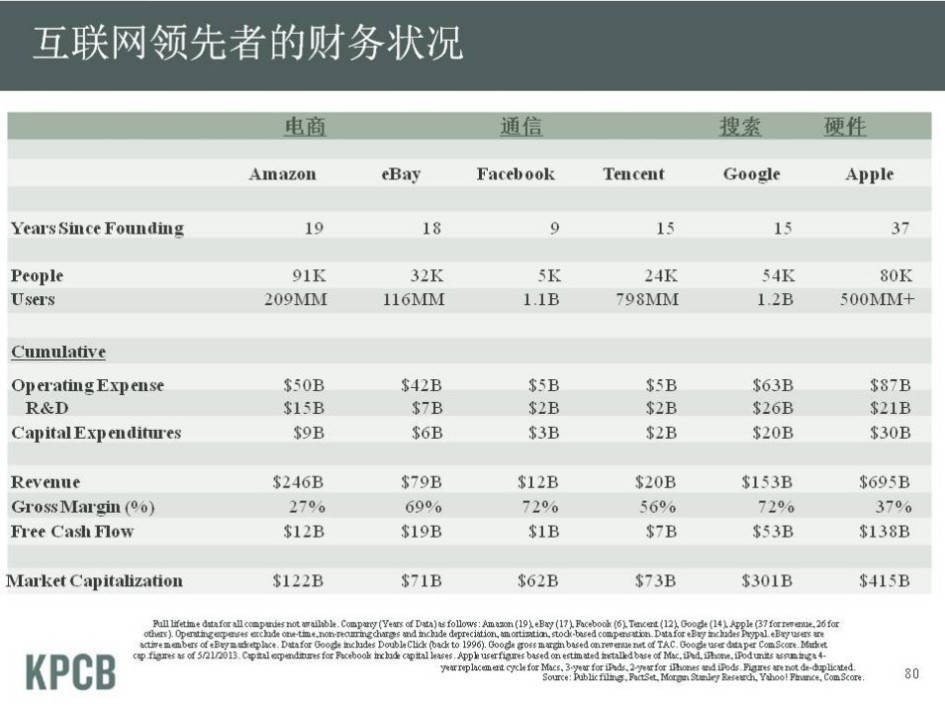 互联网领先者的财务状况
电商 通信 搜索 硬件
Amazon eBay Facebook Tencent Google Apple
Years Since Founding 19 18 9 15 15 37
People 91K 32K 5K 24K 54K 80K
Users 209MM 116MM 1.1B 798MM 1.2B 500MM+
Cumulative
Operating Expense $50B $42B $5B $5B $63B $87B
R&D $15B $7B $2B $2B $26B $21B
Capital Expenditures $9B $6B $3B $2B $20B $30B
Revenue $246B $79B $12B $20B $153B $695B
Gross Margin (%) 27% 69% 72% 56% 72% 37%
Free Cash Flow $12B $19B $1B $7B $53B $138B
Market Capitalization $122B $71B $62B $73B $301B $415B
Full lifetime data for all companies not available. Company (Years of Data) as follows: Amazon (19), eBay (17), Facebook (6), Tencent (12), Google (14), Apple (37 for revenue, 26 for
others). Operating expenses exclude one-time, non-recurring charges and include depreciation, amortization, stock-based compensation. Data for eBay includes Paypal. eBay users are
active members of eBay marketplace. Data for Google includes DoubleClick (back to 1996). Google gross margin based on revenue net of TAC. Google user data per ComScore. Market
cap. figures as of 5/21/2013. Capital expenditures for Facebook include capital leases. Apple user figures based on estimated installed base of Mac, iPad, iPhone, iPod units assuming a 4-
year replacement cycle for Macs, 3-year for iPads, 2-year for iPhones and iPods. Figures are not de-duplicated.
Source: Public filings, FactSet, Morgan Stanley Research, Yahoo! Finance, ComScore.
KPCB
80